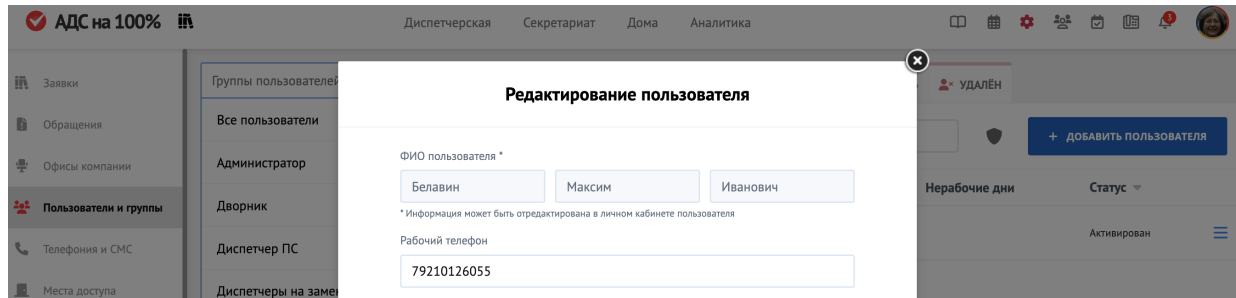 АДС на 100%
Диспетчерская Секретариат Дома Аналитика
3
Заявки
Обращения
Офисы компании
Пользователи и группы
Телефония и СМС
Места доступа
Группы пользователей
Все пользователи
Администратор
Дворник
Диспетчер ПС
Редактирование пользователя
ФИО пользователя *
Белавин Максим Иванович
* Информация может быть отредактирована в личном кабинете пользователя
Рабочий телефон
79210126055
УДАЛЁН
+ ДОБАВИТЬ ПОЛЬЗОВАТЕЛЯ
Нерабочие дни Статус
Активирован
Диспетчеры на